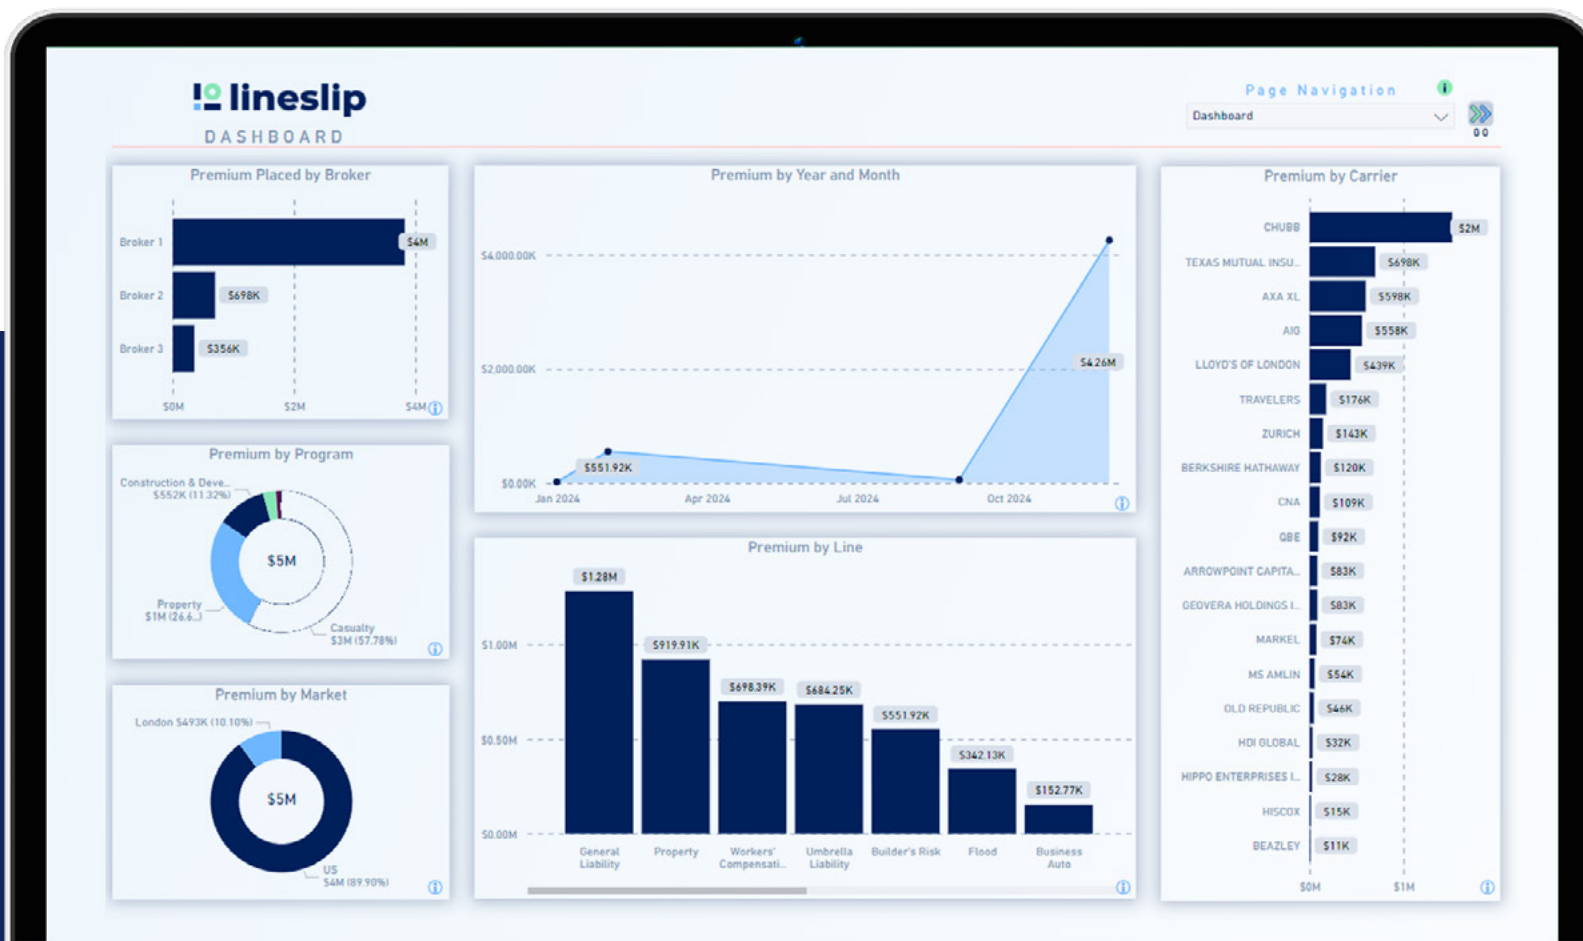 lineslip
DASHBOARD
Page Navigation
i
Dashboard
GO
Premium Placed by Broker
Broker 1
$4M
Broker 2
$698K
Broker 3
$356K
$0M
$2M
$4M
Premium by Program
Construction & Deve...
$552K (11.32%)
$5M
Property
$1M (26.6...)
Casualty
$3M (57.78%)
Premium by Market
London $493K (10.10%)
$5M
US
$4M (89.90%)
Premium by Year and Month
$4,000.00K
$2,000.00K
$0.00K
$551.92K
$4.26M
Jan 2024
Apr 2024
Jul 2024
Oct 2024
Premium by Line
$1.00M
$0.50M
$0.00M
$1.28M
$919.91K
$698.39K
$684.25K
$551.92K
$342.13K
$152.77K
General
Liability
Property
Workers'
Compensati...
Umbrella
Liability
Builder's Risk
Flood
Business
Auto
Premium by Carrier
CHUBB
$2M
TEXAS MUTUAL INSU...
$698K
AXA XL
$598K
AIG
$558K
LLOYD'S OF LONDON
$439K
TRAVELERS
$176K
ZURICH
$143K
BERKSHIRE HATHAWAY
$120K
CNA
$109K
QBE
$92K
ARROWPOINT CAPITA...
$83K
GEOVERA HOLDINGS I...
$83K
MARKEL
$74K
MS AMLIN
$54K
OLD REPUBLIC
$46K
HDI GLOBAL
$32K
HIPPO ENTERPRISES I...
$28K
HISCOX
$15K
BEAZLEY
$11K
$0M
$1M